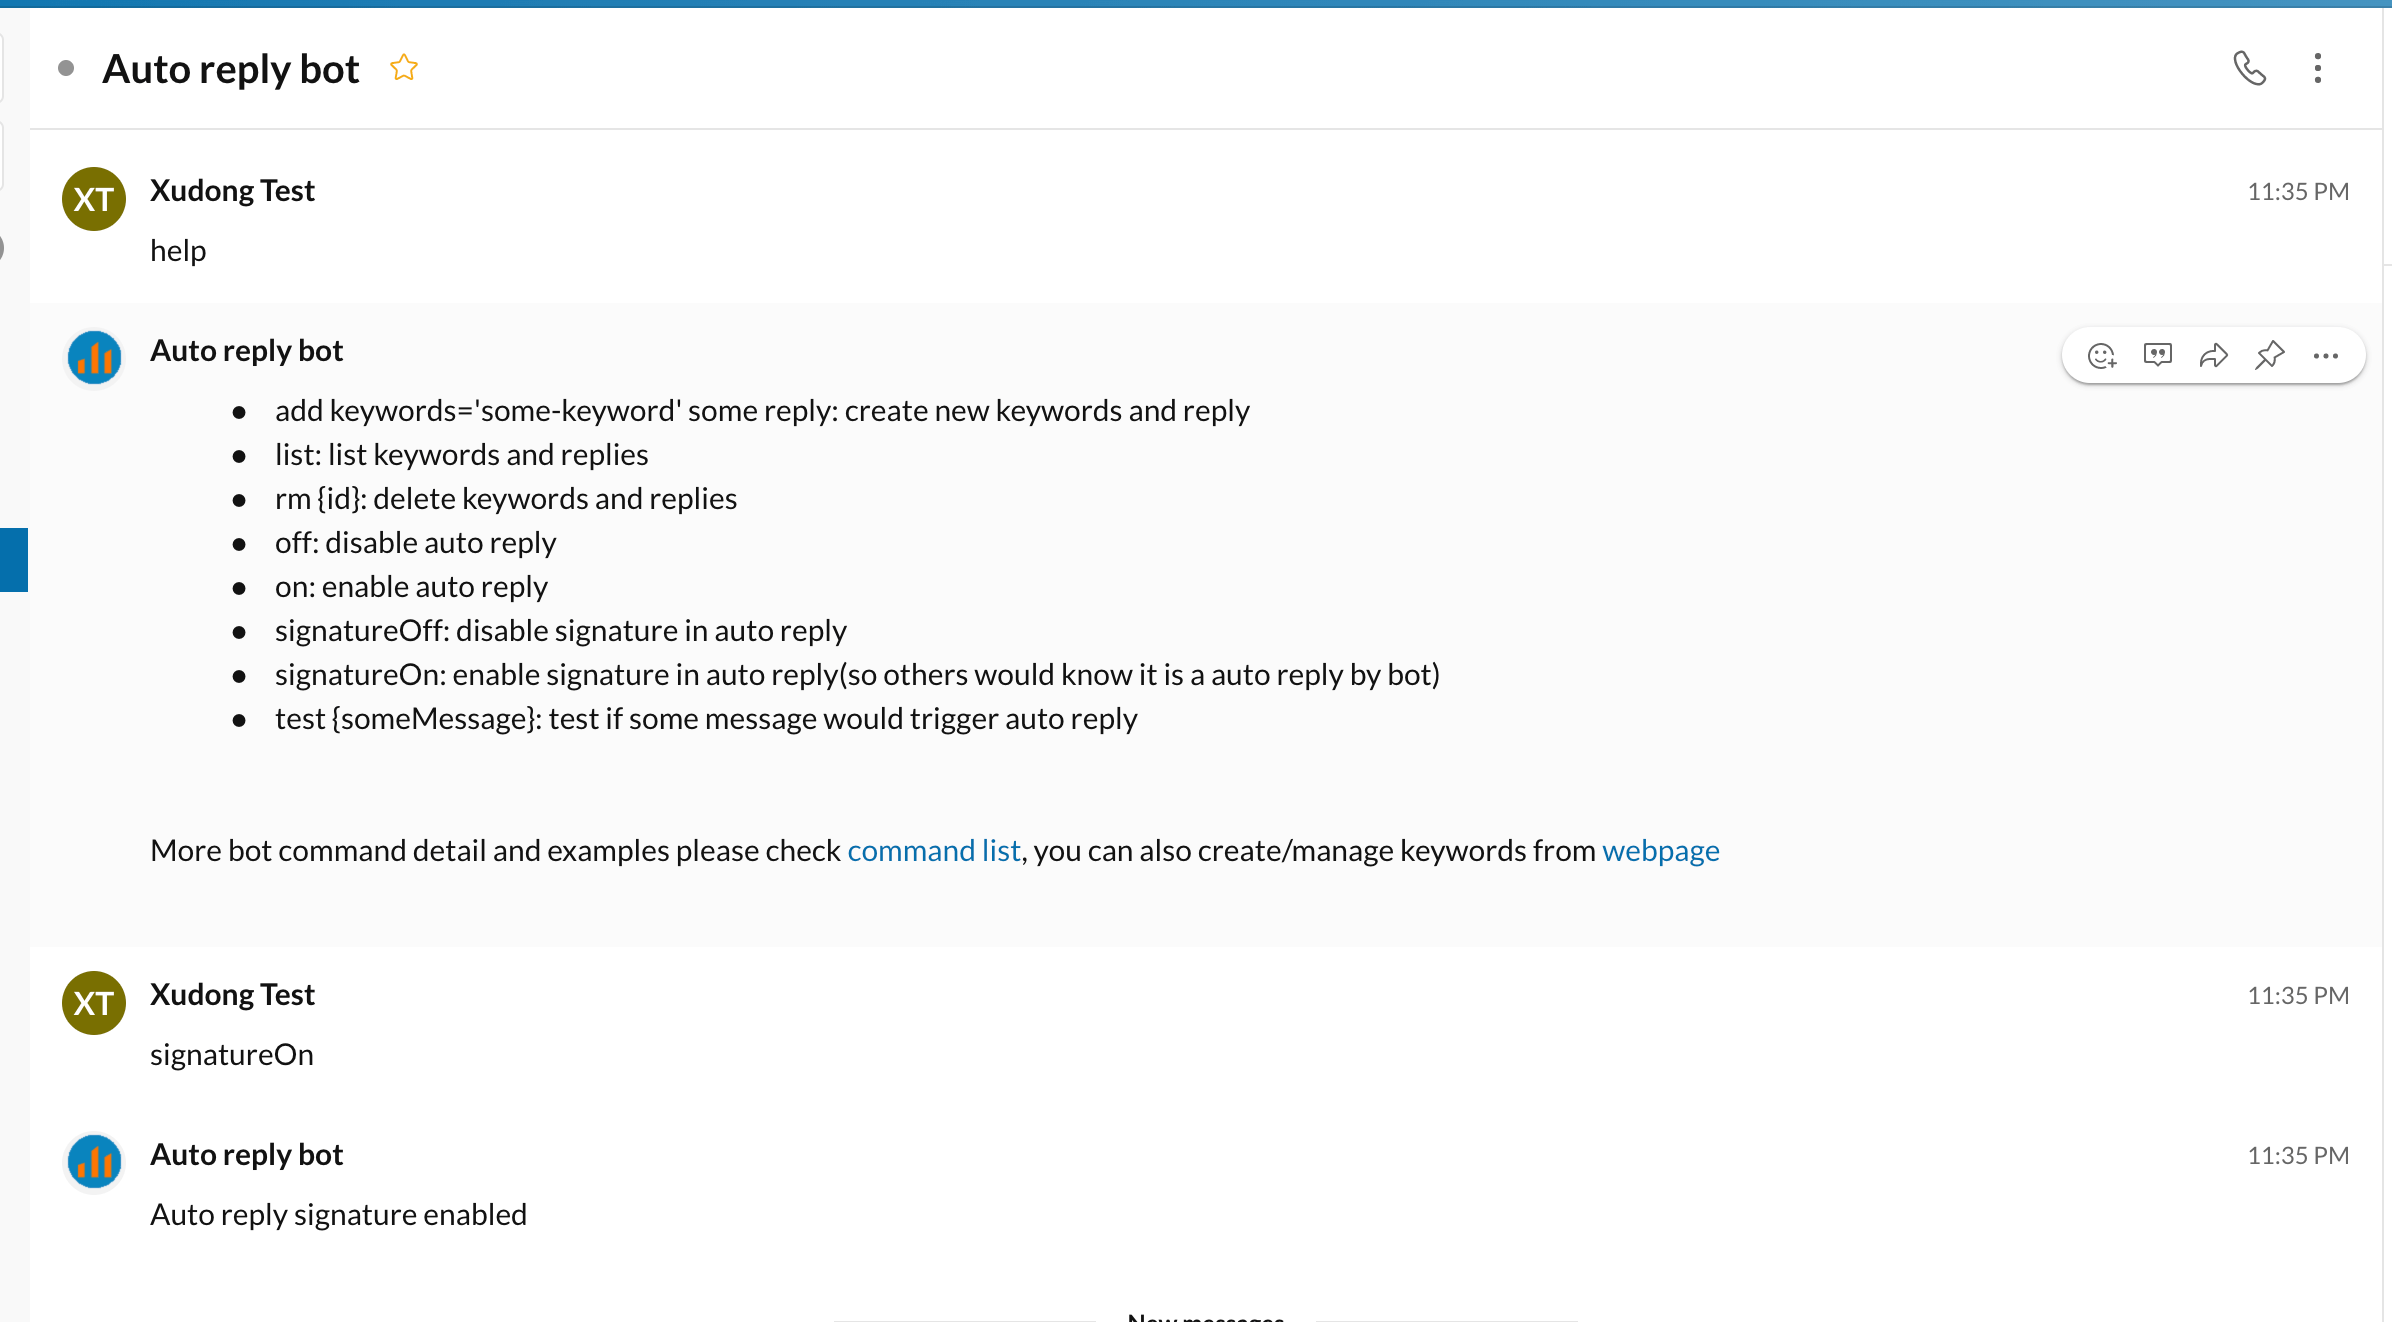 Auto reply bot
XT
Xudong Test
11:35 PM
help
Auto reply bot
● add keywords='some-keyword' some reply: create new keywords and reply
● list: list keywords and replies
● rm {id}: delete keywords and replies
● off: disable auto reply
● on: enable auto reply
● signatureOff: disable signature in auto reply
● signatureOn: enable signature in auto reply(so others would know it is a auto reply by bot)
● test {someMessage}: test if some message would trigger auto reply
More bot command detail and examples please check command list, you can also create/manage keywords from webpage
XT
Xudong Test
11:35 PM
signatureOn
Auto reply bot
11:35 PM
Auto reply signature enabled
New messages